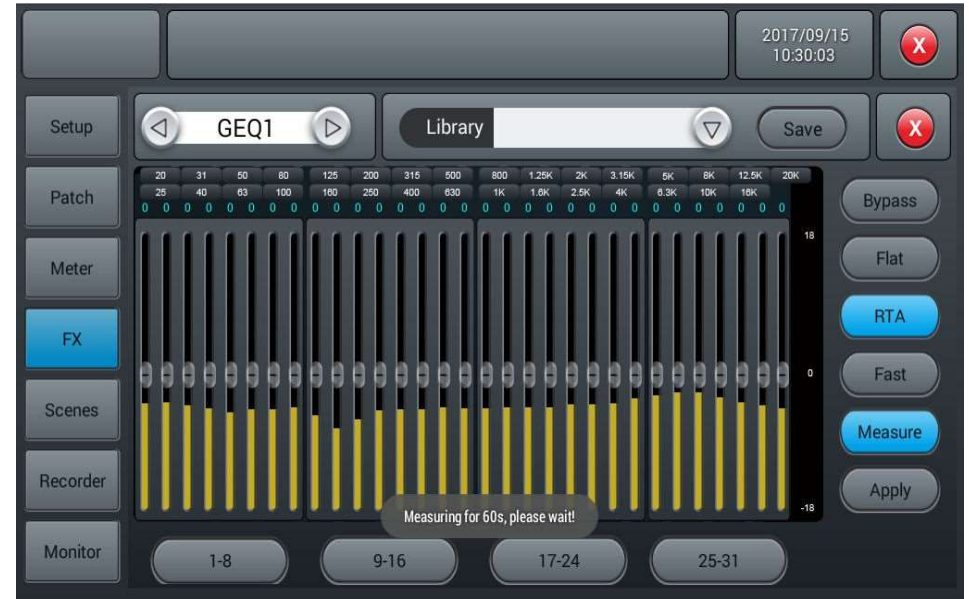 2017/09/15
10:30:03
X
Setup
Patch
Meter
FX
Scenes
Recorder
Monitor
GEQ1
Library
Save
X
20 31 50 80 125 200 315 500 800 1.25K 2K 3.15K 5K 8K 12.5K 20K
25 40 63 100 160 250 400 630 1K 1.6K 2.5K 4K 6.3K 10K 16K
0 0 0 0 0 0 0 0 0 0 0 0 0 0 0 0 0 0 0 0 0 0 0 0 0 0 0 0 0 0 0
18
0
-18
Bypass
Flat
RTA
Fast
Measure
Apply
Measuring for 60s, please wait!
1-8
9-16
17-24
25-31